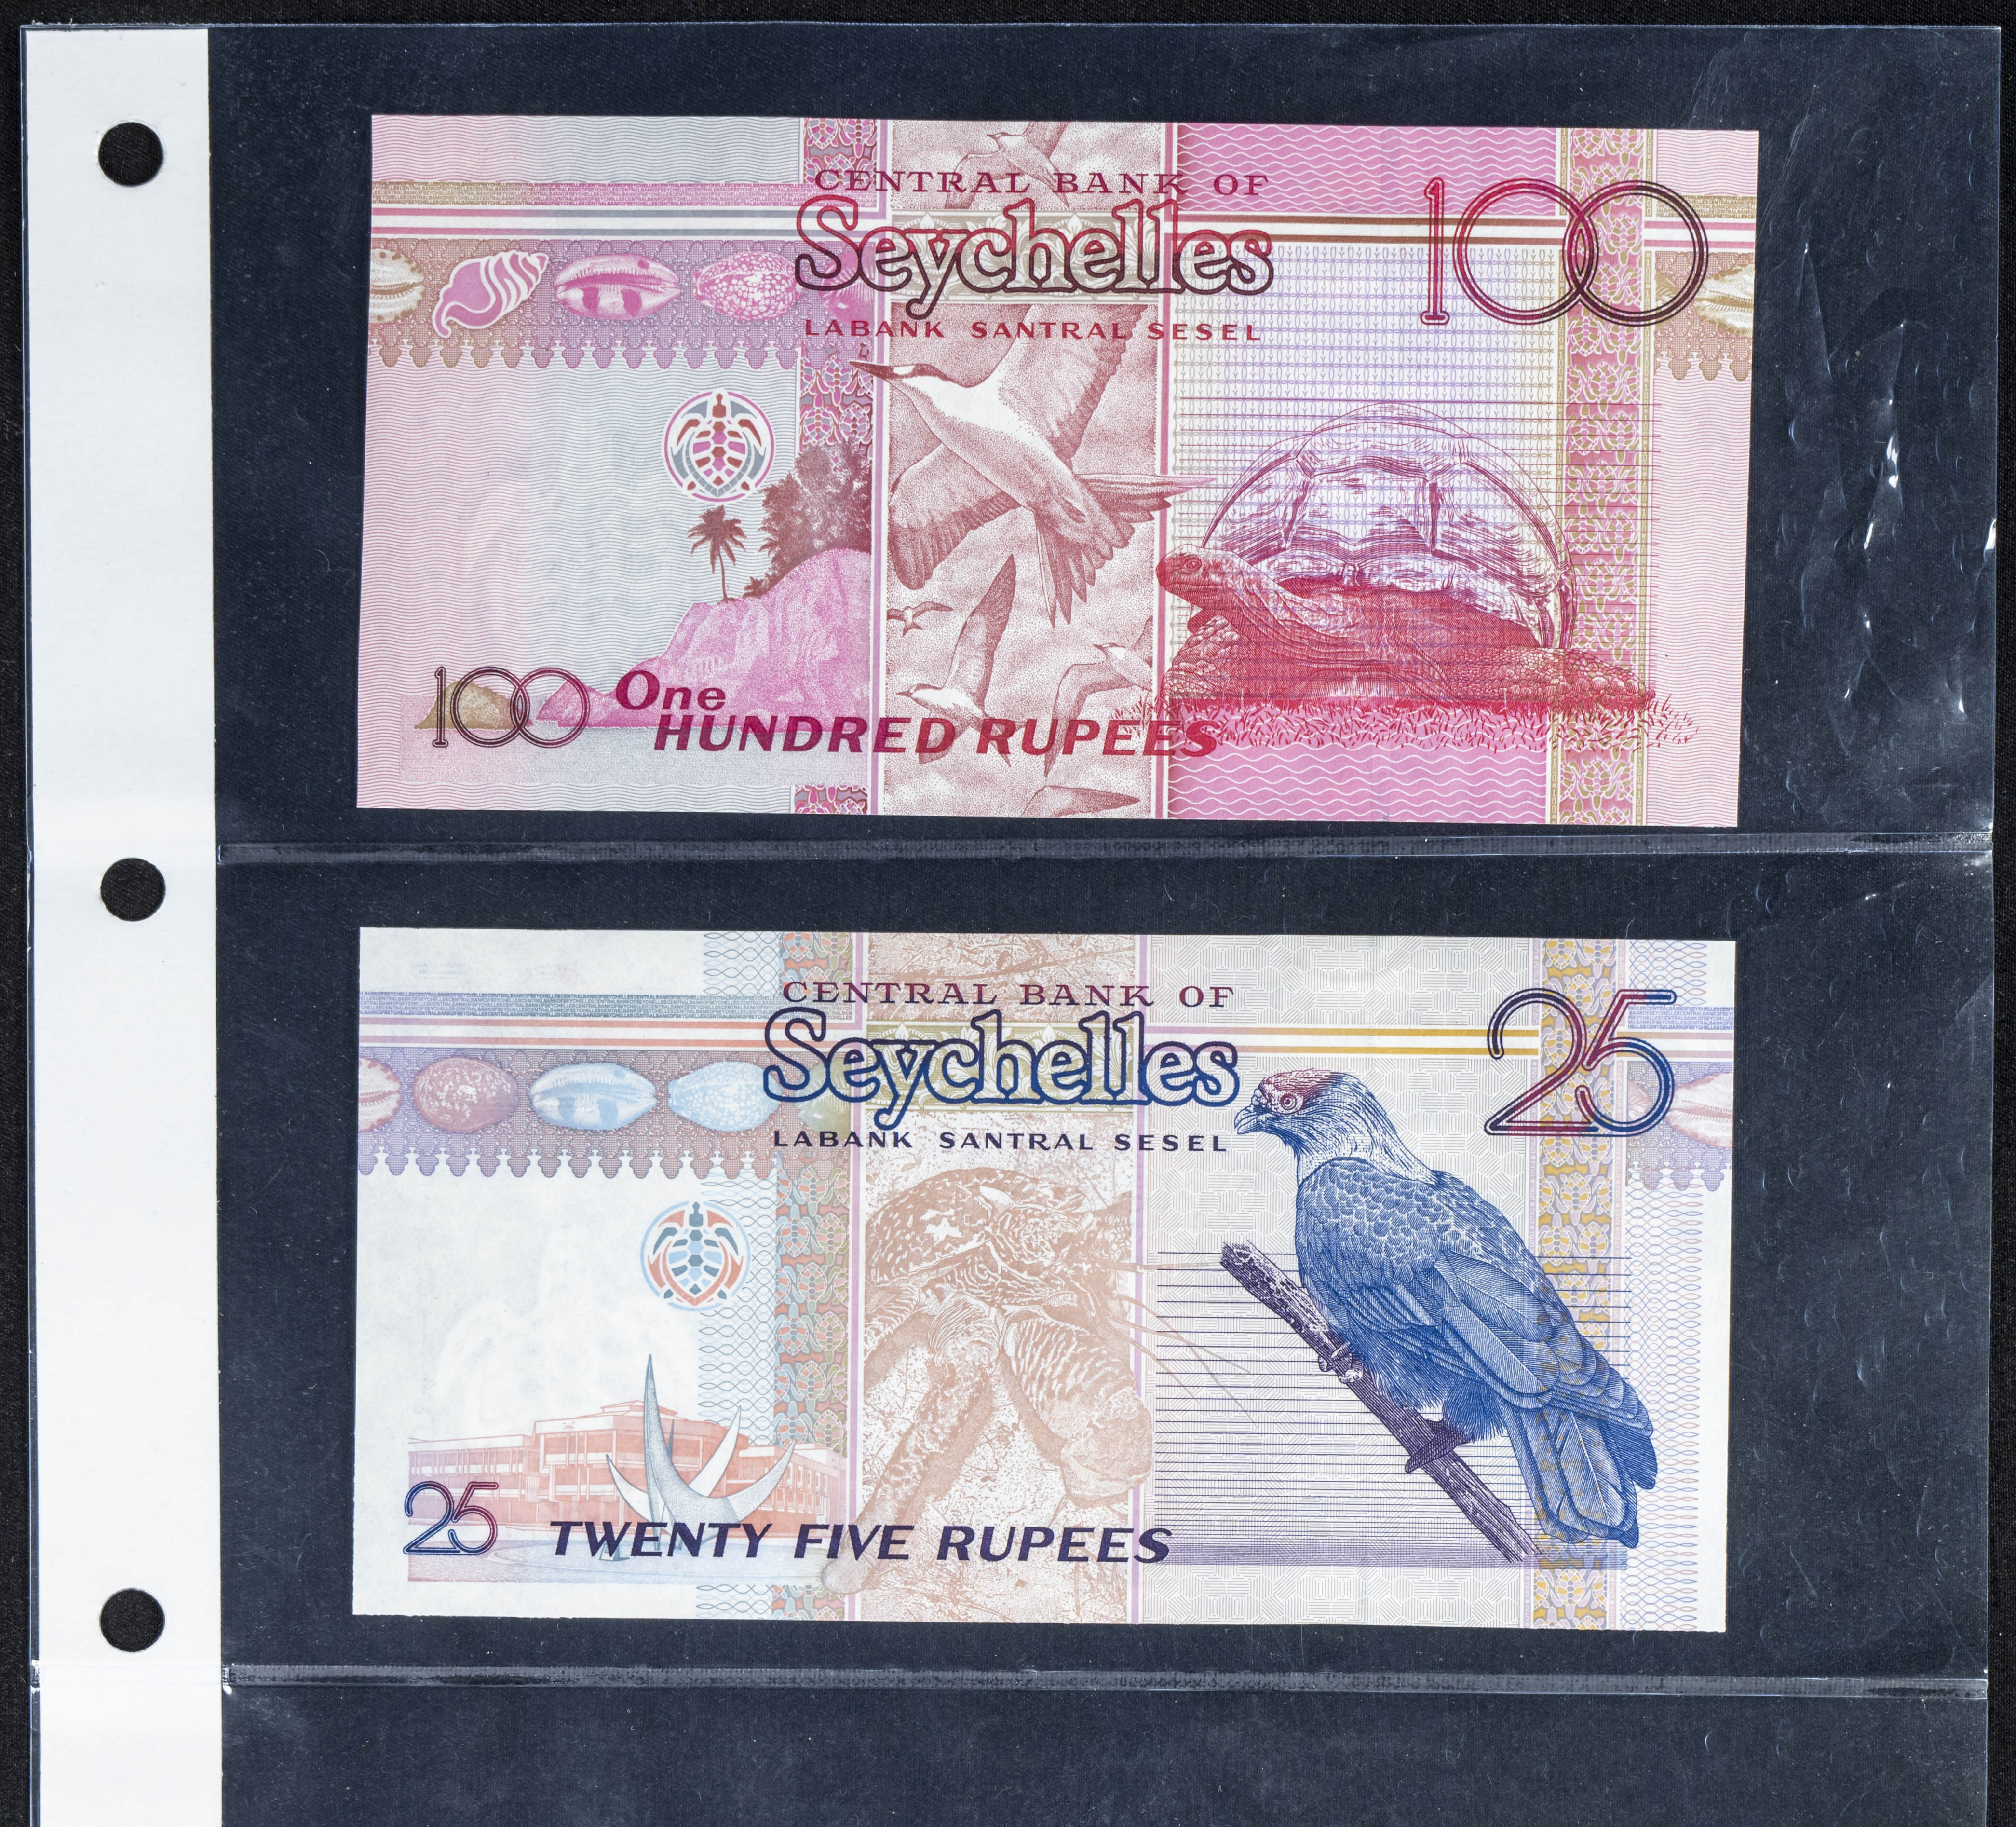 CENTRAL BANK OF
Seychelles
LABANK SANTRAL SESEL
100
100
One
HUNDRED RUPEES
CENTRAL BANK OF
Seychelles
LABANK SANTRAL SESEL
25
25
TWENTY FIVE RUPEES